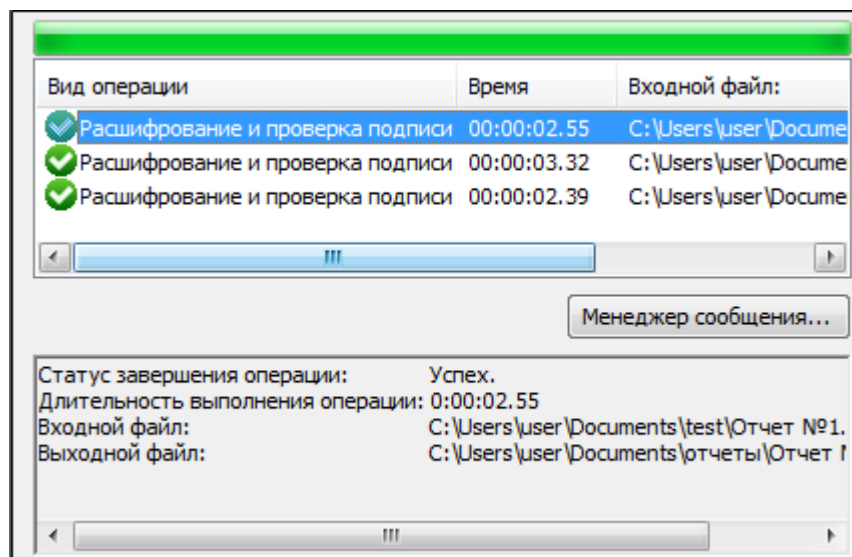 Вид операции Время Входной файл:
Расшифрование и проверка подписи 00:00:02.55 C:\Users\user\Docume
Расшифрование и проверка подписи 00:00:03.32 C:\Users\user\Docume
Расшифрование и проверка подписи 00:00:02.39 C:\Users\user\Docume
Менеджер сообщения...
Статус завершения операции: Успех.
Длительность выполнения операции: 0:00:02.55
Входной файл: C:\Users\user\Documents\test\Отчет №1.
Выходной файл: C:\Users\user\Documents\отчеты\Отчет